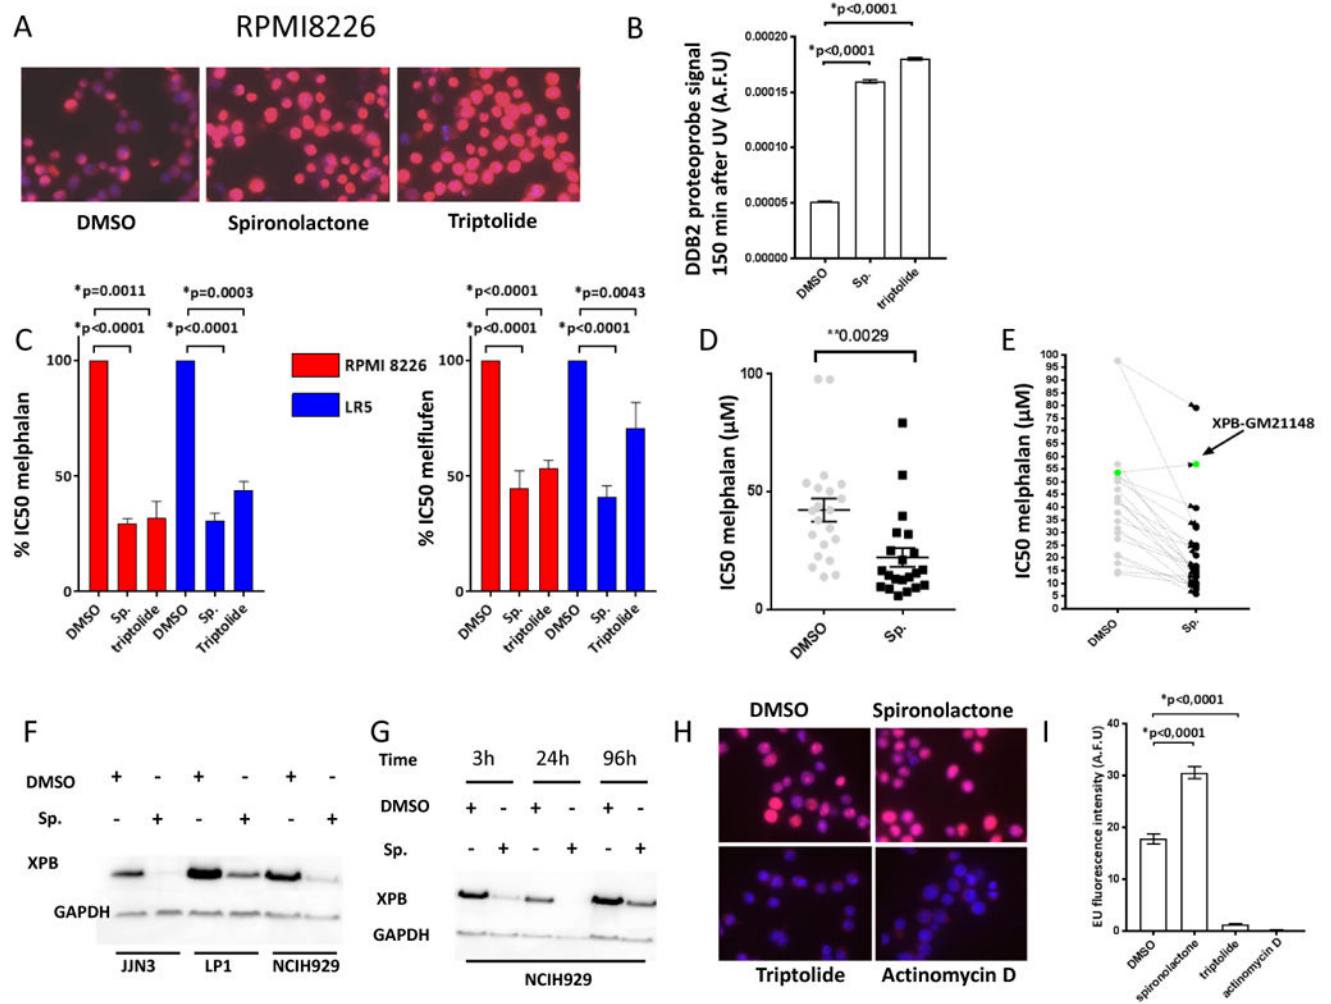 A
RPMI8226
DMSO
Spironolactone
Triptolide
B
DDB2 proteoprobe signal
150 min after UV (A.F.U)
*p<0,0001
*p<0,0001
0.00020
0.00015
0.00010
0.00005
0.00000
DMSO
Sp.
triptolide
C
% IC50 melphalan
*p=0.0011
*p=0.0003
*p<0.0001
*p<0.0001
100
50
0
DMSO
Sp.
triptolide
DMSO
Sp.
Triptolide
RPMI 8226
LR5
% IC50 melflufen
*p<0.0001
*p=0.0043
*p<0.0001
*p<0.0001
100
50
0
DMSO
Sp.
triptolide
DMSO
Sp.
Triptolide
D
IC50 melphalan (µM)
**0.0029
100
50
0
DMSO
Sp.
E
IC50 melphalan (µM)
100
95
90
85
80
75
70
65
60
55
50
45
40
35
30
25
20
15
10
5
0
XPB-GM21148
DMSO
Sp.
F
DMSO + - + - + -
Sp. - + - + - +
XPB
GAPDH
JJN3 LP1 NCIH929
G
Time 3h 24h 96h
DMSO + - + - + -
Sp. - + - + - +
XPB
GAPDH
NCIH929
H
DMSO
Spironolactone
Triptolide
Actinomycin D
I
EU fluorescence intensity (A.F.U)
*p<0,0001
*p<0,0001
40
30
20
10
0
DMSO
spironolactone
triptolide
actinomycin D